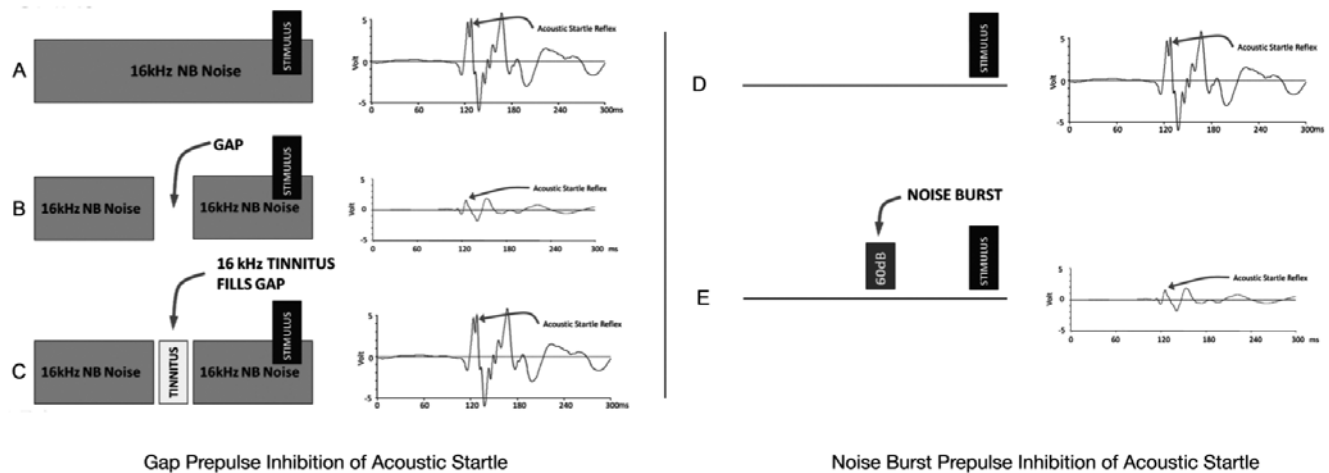 A
16kHz NB Noise
STIMULUS
Volt
5
0
-5
0 60 120 180 240 300ms
Acoustic Startle Reflex
GAP
B
16kHz NB Noise
16kHz NB Noise
STIMULUS
Volt
5
0
-5
0 60 120 180 240 300 ms
Acoustic Startle Reflex
16 kHz TINNITUS
FILLS GAP
C
16kHz NB Noise
TINNITUS
16kHz NB Noise
STIMULUS
Volt
5
0
-5
0 60 120 180 240 300
Acoustic Startle Reflex
Gap Prepulse Inhibition of Acoustic Startle
D
STIMULUS
Volt
5
0
-5
0 60 120 180 240 300ms
Acoustic Startle Reflex
NOISE BURST
E
60dB
STIMULUS
Volt
5
0
-5
0 60 120 180 240 300 ms
Acoustic Startle Reflex
Noise Burst Prepulse Inhibition of Acoustic Startle